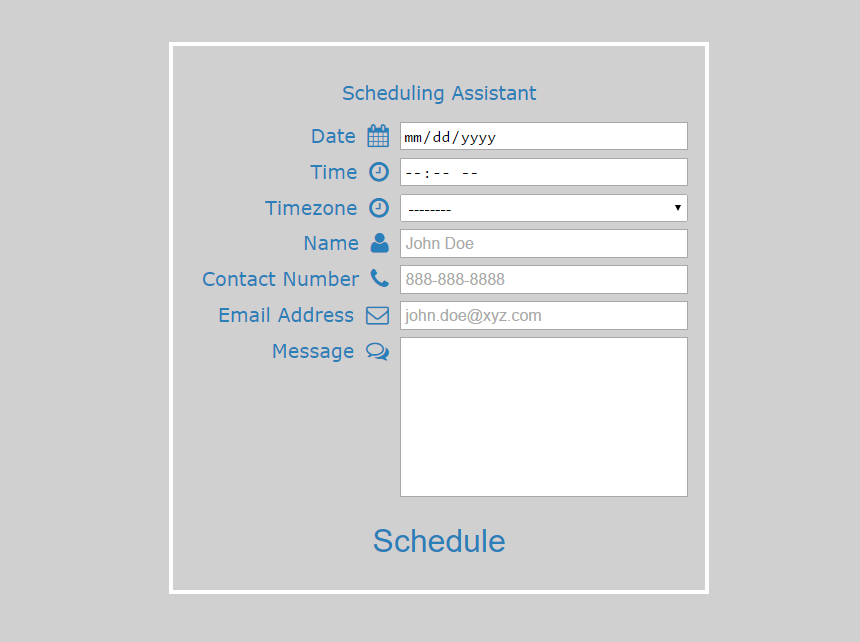 Scheduling Assistant
Date mm/dd/yyyy
Time --:-- --
Timezone --------
Name John Doe
Contact Number 888-888-8888
Email Address john.doe@xyz.com
Message
Schedule